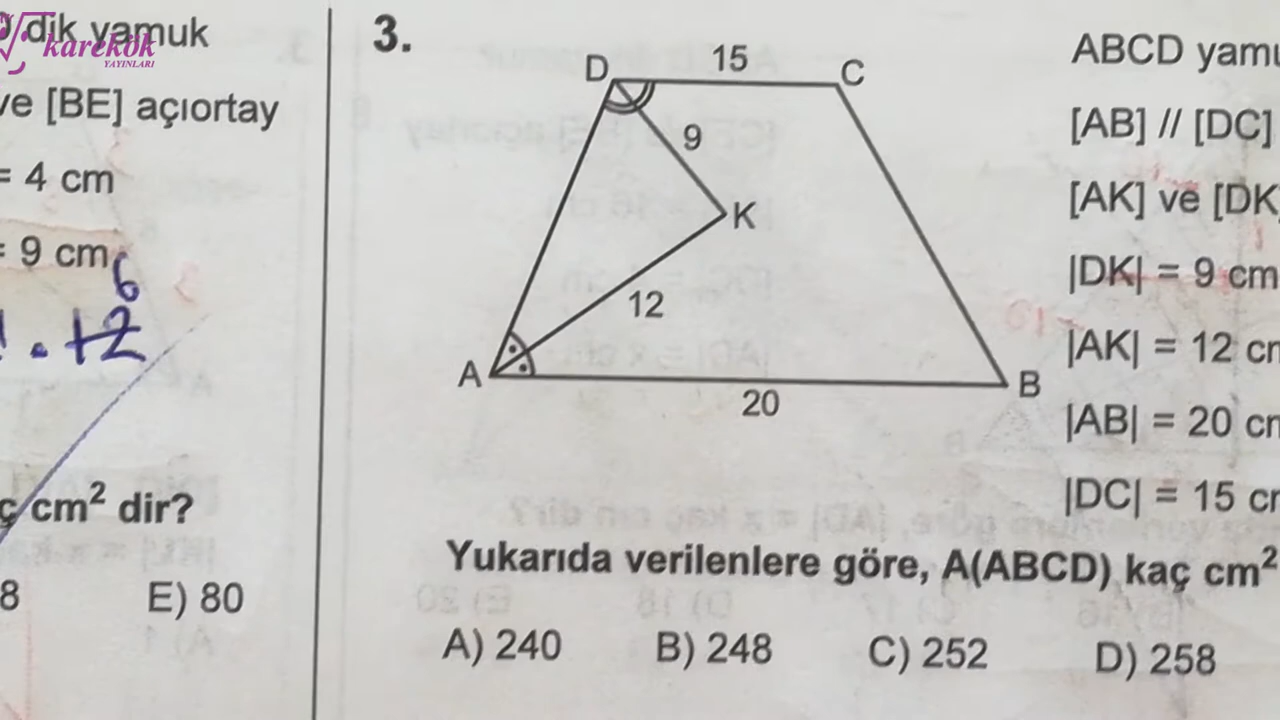 dik yamuk
karekök
YAYINLARI
ve [BE] açıortay
= 4 cm
= 9 cm
6
. 12
ç cm² dir?
8 E) 80
3.
D 15 C
9
K
12
A
B
20
ABCD yamu
[AB] // [DC]
[AK] ve [DK]
|DK| = 9 cm
|AK| = 12 cm
|AB| = 20 cm
|DC| = 15 cm
Yukarıda verilenlere göre, A(ABCD) kaç cm²
A) 240 B) 248 C) 252 D) 258